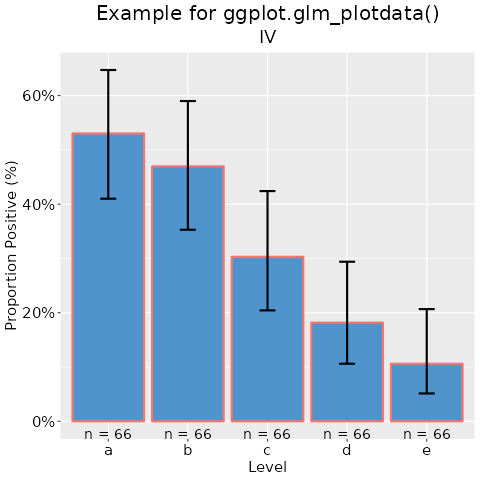 Example for ggplot.glm_plotdata()
IV
Proportion Positive (%)
60%
40%
20%
0%
n = 66 n = 66 n = 66 n = 66 n = 66
a b c d e
Level